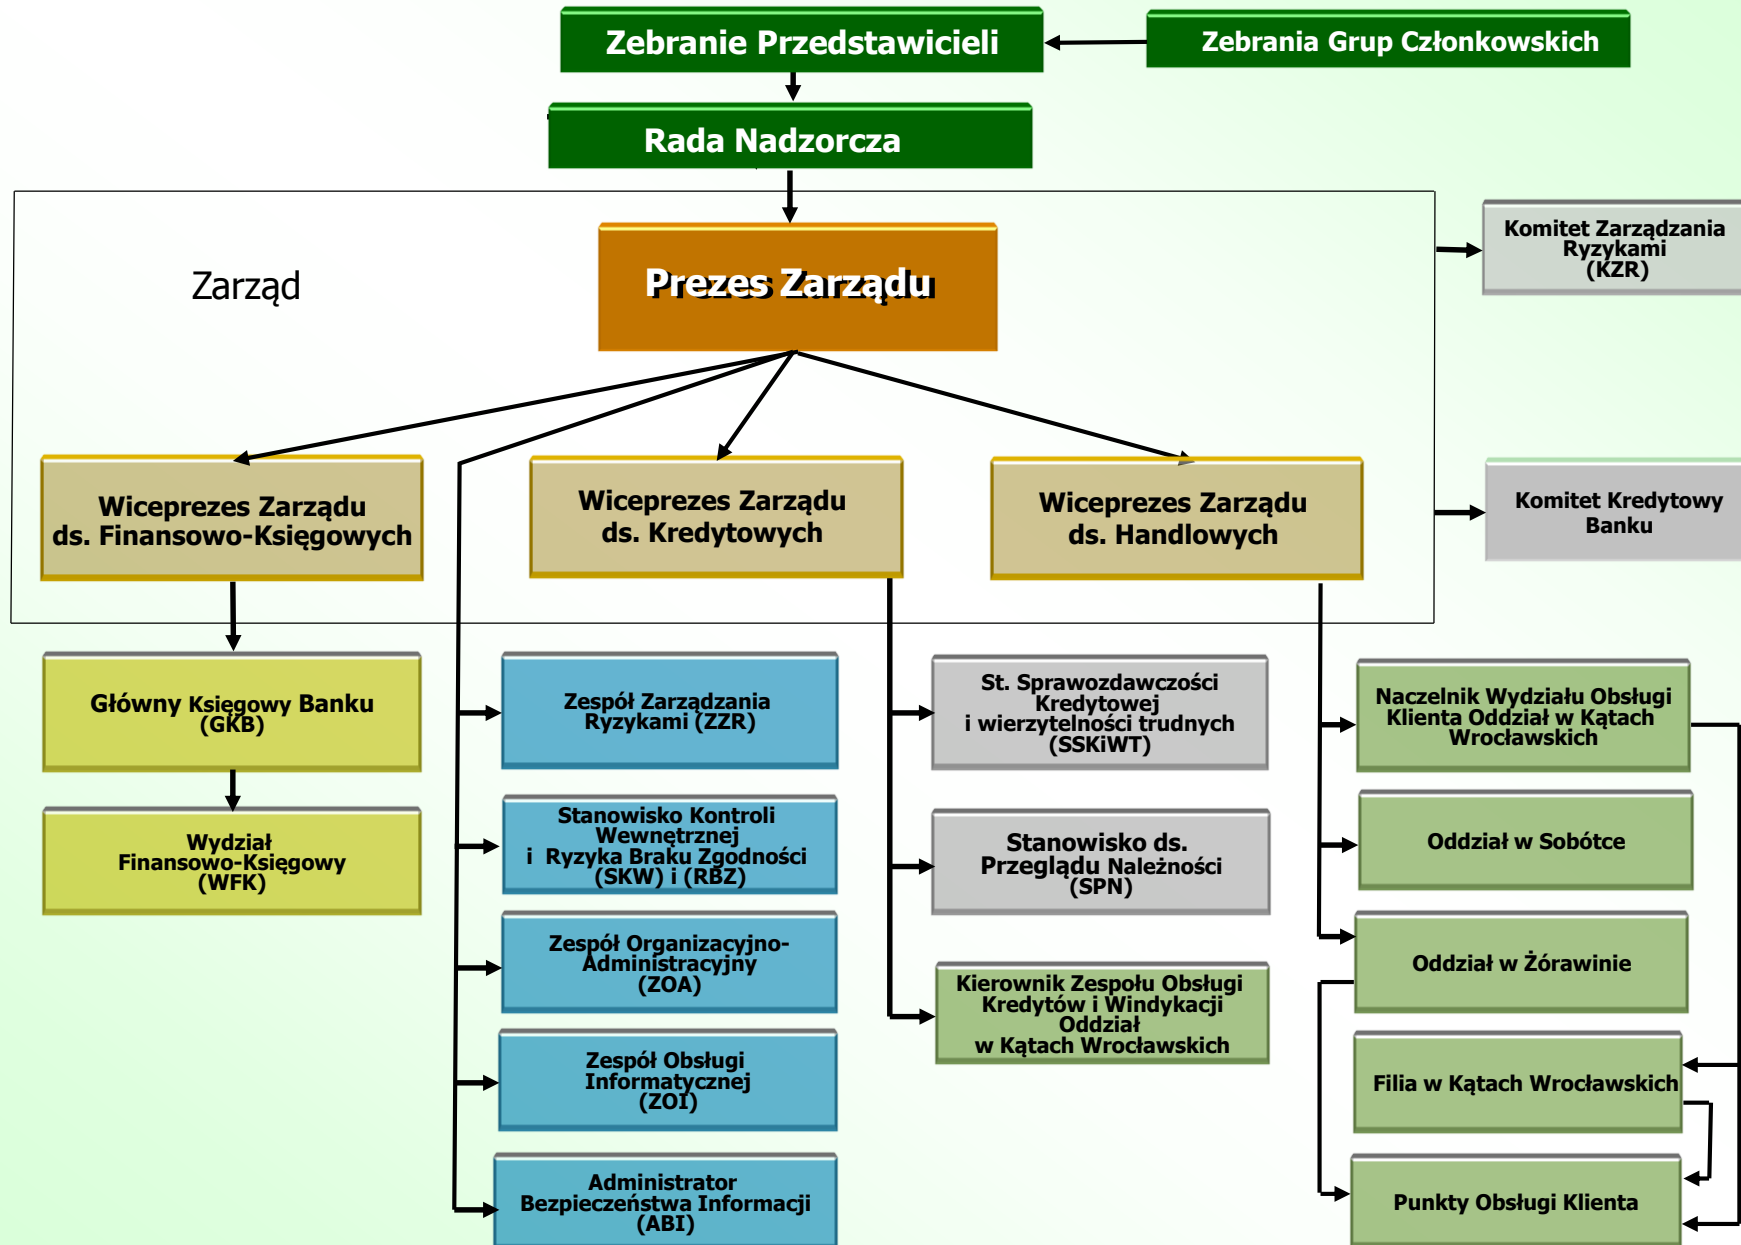 Zebranie Przedstawicieli
Zebrania Grup Członkowskich
Rada Nadzorcza
Zarząd
Prezes Zarządu
Komitet Zarządzania
Ryzykami
(KZR)
Wiceprezes Zarządu
ds. Finansowo-Księgowych
Wiceprezes Zarządu
ds. Kredytowych
Wiceprezes Zarządu
ds. Handlowych
Komitet Kredytowy
Banku
Główny Księgowy Banku
(GKB)
Wydział
Finansowo-Księgowy
(WFK)
Zespół Zarządzania
Ryzykami (ZZR)
Stanowisko Kontroli
Wewnętrznej
i Ryzyka Braku Zgodności
(SKW) i (RBZ)
Zespół Organizacyjno-
Administracyjny
(ZOA)
Zespół Obsługi
Informatycznej
(ZOI)
Administrator
Bezpieczeństwa Informacji
(ABI)
St. Sprawozdawczości
Kredytowej
i wierzytelności trudnych
(SSKiWT)
Stanowisko ds.
Przeglądu Należności
(SPN)
Kierownik Zespołu Obsługi
Kredytów i Windykacji
Oddział
w Kątach Wrocławskich
Naczelnik Wydziału Obsługi
Klienta Oddział w Kątach
Wrocławskich
Oddział w Sobótce
Oddział w Żórawinie
Filia w Kątach Wrocławskich
Punkty Obsługi Klienta